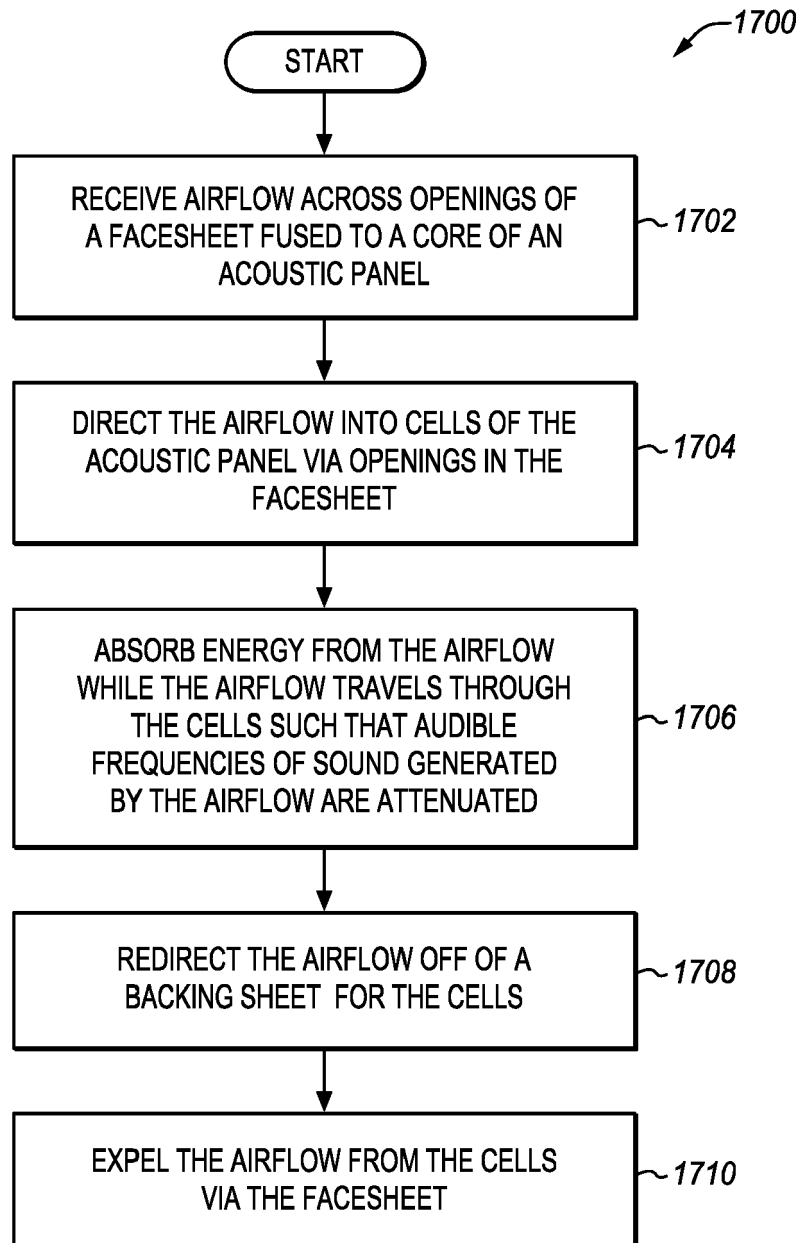 1700
START
RECEIVE AIRFLOW ACROSS OPENINGS OF
A FACESHEET FUSED TO A CORE OF AN
ACOUSTIC PANEL
1702
DIRECT THE AIRFLOW INTO CELLS OF THE
ACOUSTIC PANEL VIA OPENINGS IN THE
FACESHEET
1704
ABSORB ENERGY FROM THE AIRFLOW
WHILE THE AIRFLOW TRAVELS THROUGH
THE CELLS SUCH THAT AUDIBLE
FREQUENCIES OF SOUND GENERATED
BY THE AIRFLOW ARE ATTENUATED
1706
REDIRECT THE AIRFLOW OFF OF A
BACKING SHEET FOR THE CELLS
1708
EXPEL THE AIRFLOW FROM THE CELLS
VIA THE FACESHEET
1710